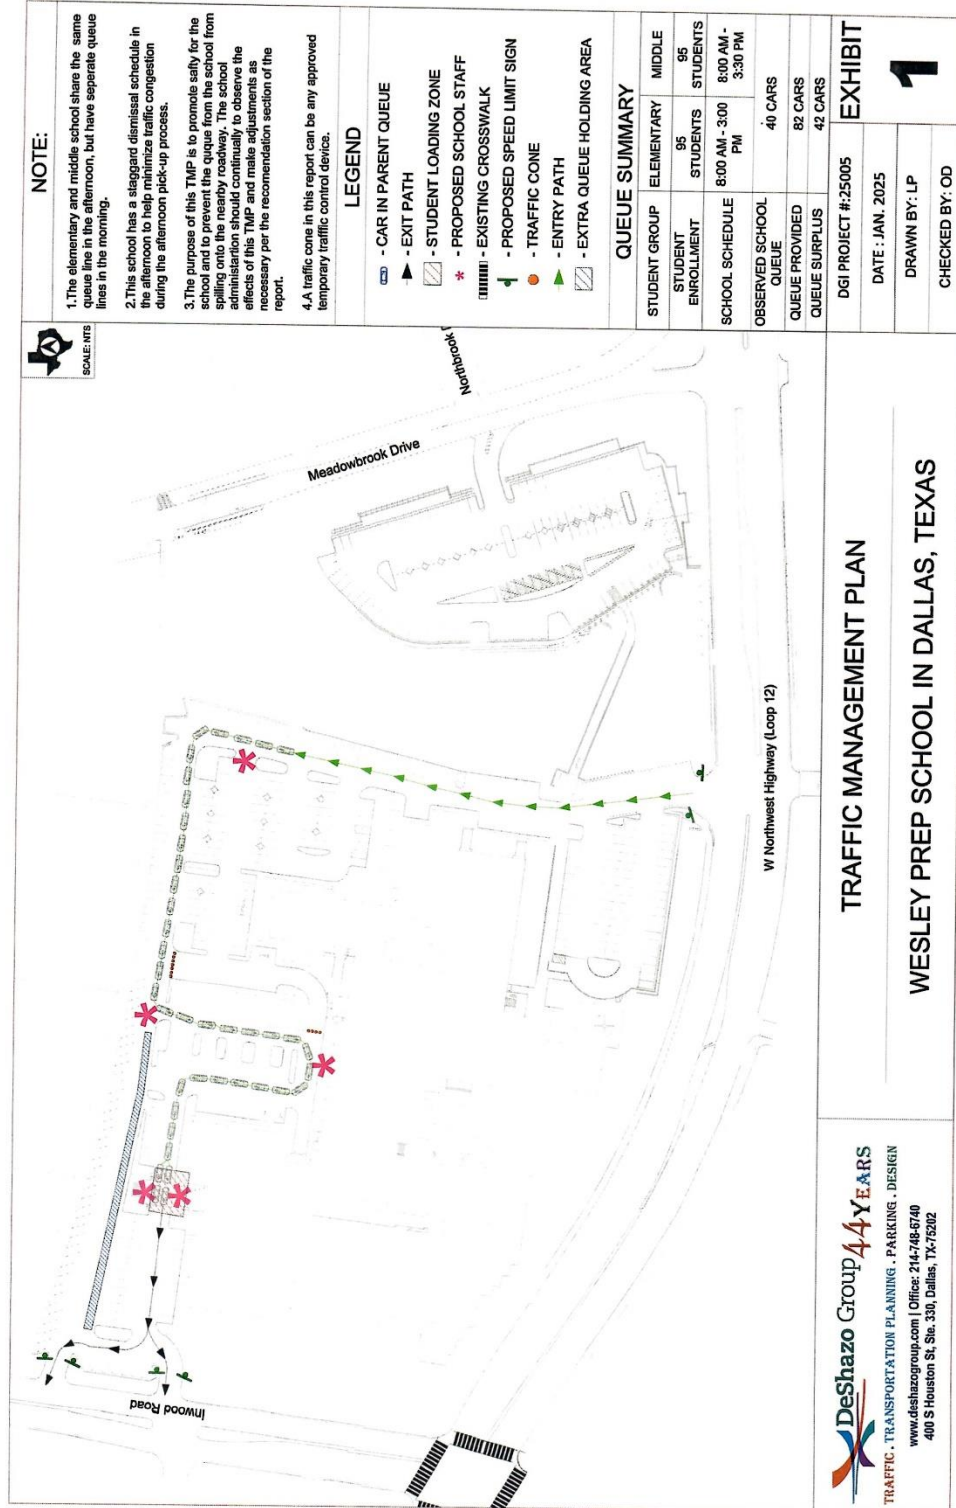 NOTE:
1.The elementary and middle school share the same
queue line in the afternoon, but have seperate queue
lines in the morning.
2.This school has a staggard dismissal schedule in
the afternoon to help minimize traffic congestion
during the afternoon pick-up process.
3.The purpose of this TMP is to promote safty for the
school and to prevent the ququе from the school from
spilling onto the nearby roadway. The school
administartion should continually to observe the
effects of this TMP and make adjustments as
necessary per the recomendation section of the
report.
4.A traffic cone in this report can be any approved
temporary trafffic control device.
LEGEND
- CAR IN PARENT QUEUE
- EXIT PATH
- STUDENT LOADING ZONE
- PROPOSED SCHOOL STAFF
- EXISTING CROSSWALK
- PROPOSED SPEED LIMIT SIGN
- TRAFFIC CONE
- ENTRY PATH
- EXTRA QUEUE HOLDING AREA
QUEUE SUMMARY
STUDENT GROUP ELEMENTARY MIDDLE
STUDENT ENROLLMENT 95 STUDENTS 95 STUDENTS
SCHOOL SCHEDULE 8:00 AM - 3:00 PM 8:00 AM - 3:30 PM
OBSERVED SCHOOL QUEUE 40 CARS
QUEUE PROVIDED 82 CARS
QUEUE SURPLUS 42 CARS
DGI PROJECT #:25005
DATE : JAN. 2025
DRAWN BY: LP
CHECKED BY: OD
EXHIBIT
1
SCALE: NTS
Northbrook
Meadowbrook Drive
W Northwest Highway (Loop 12)
Inwood Road
TRAFFIC MANAGEMENT PLAN
WESLEY PREP SCHOOL IN DALLAS, TEXAS
DeShazo Group 44 YEARS
TRAFFIC . TRANSPORTATION PLANNING . PARKING . DESIGN
www.deshazogroup.com | Office: 214-748-6740
400 S Houston St, Ste. 330, Dallas, TX-75202